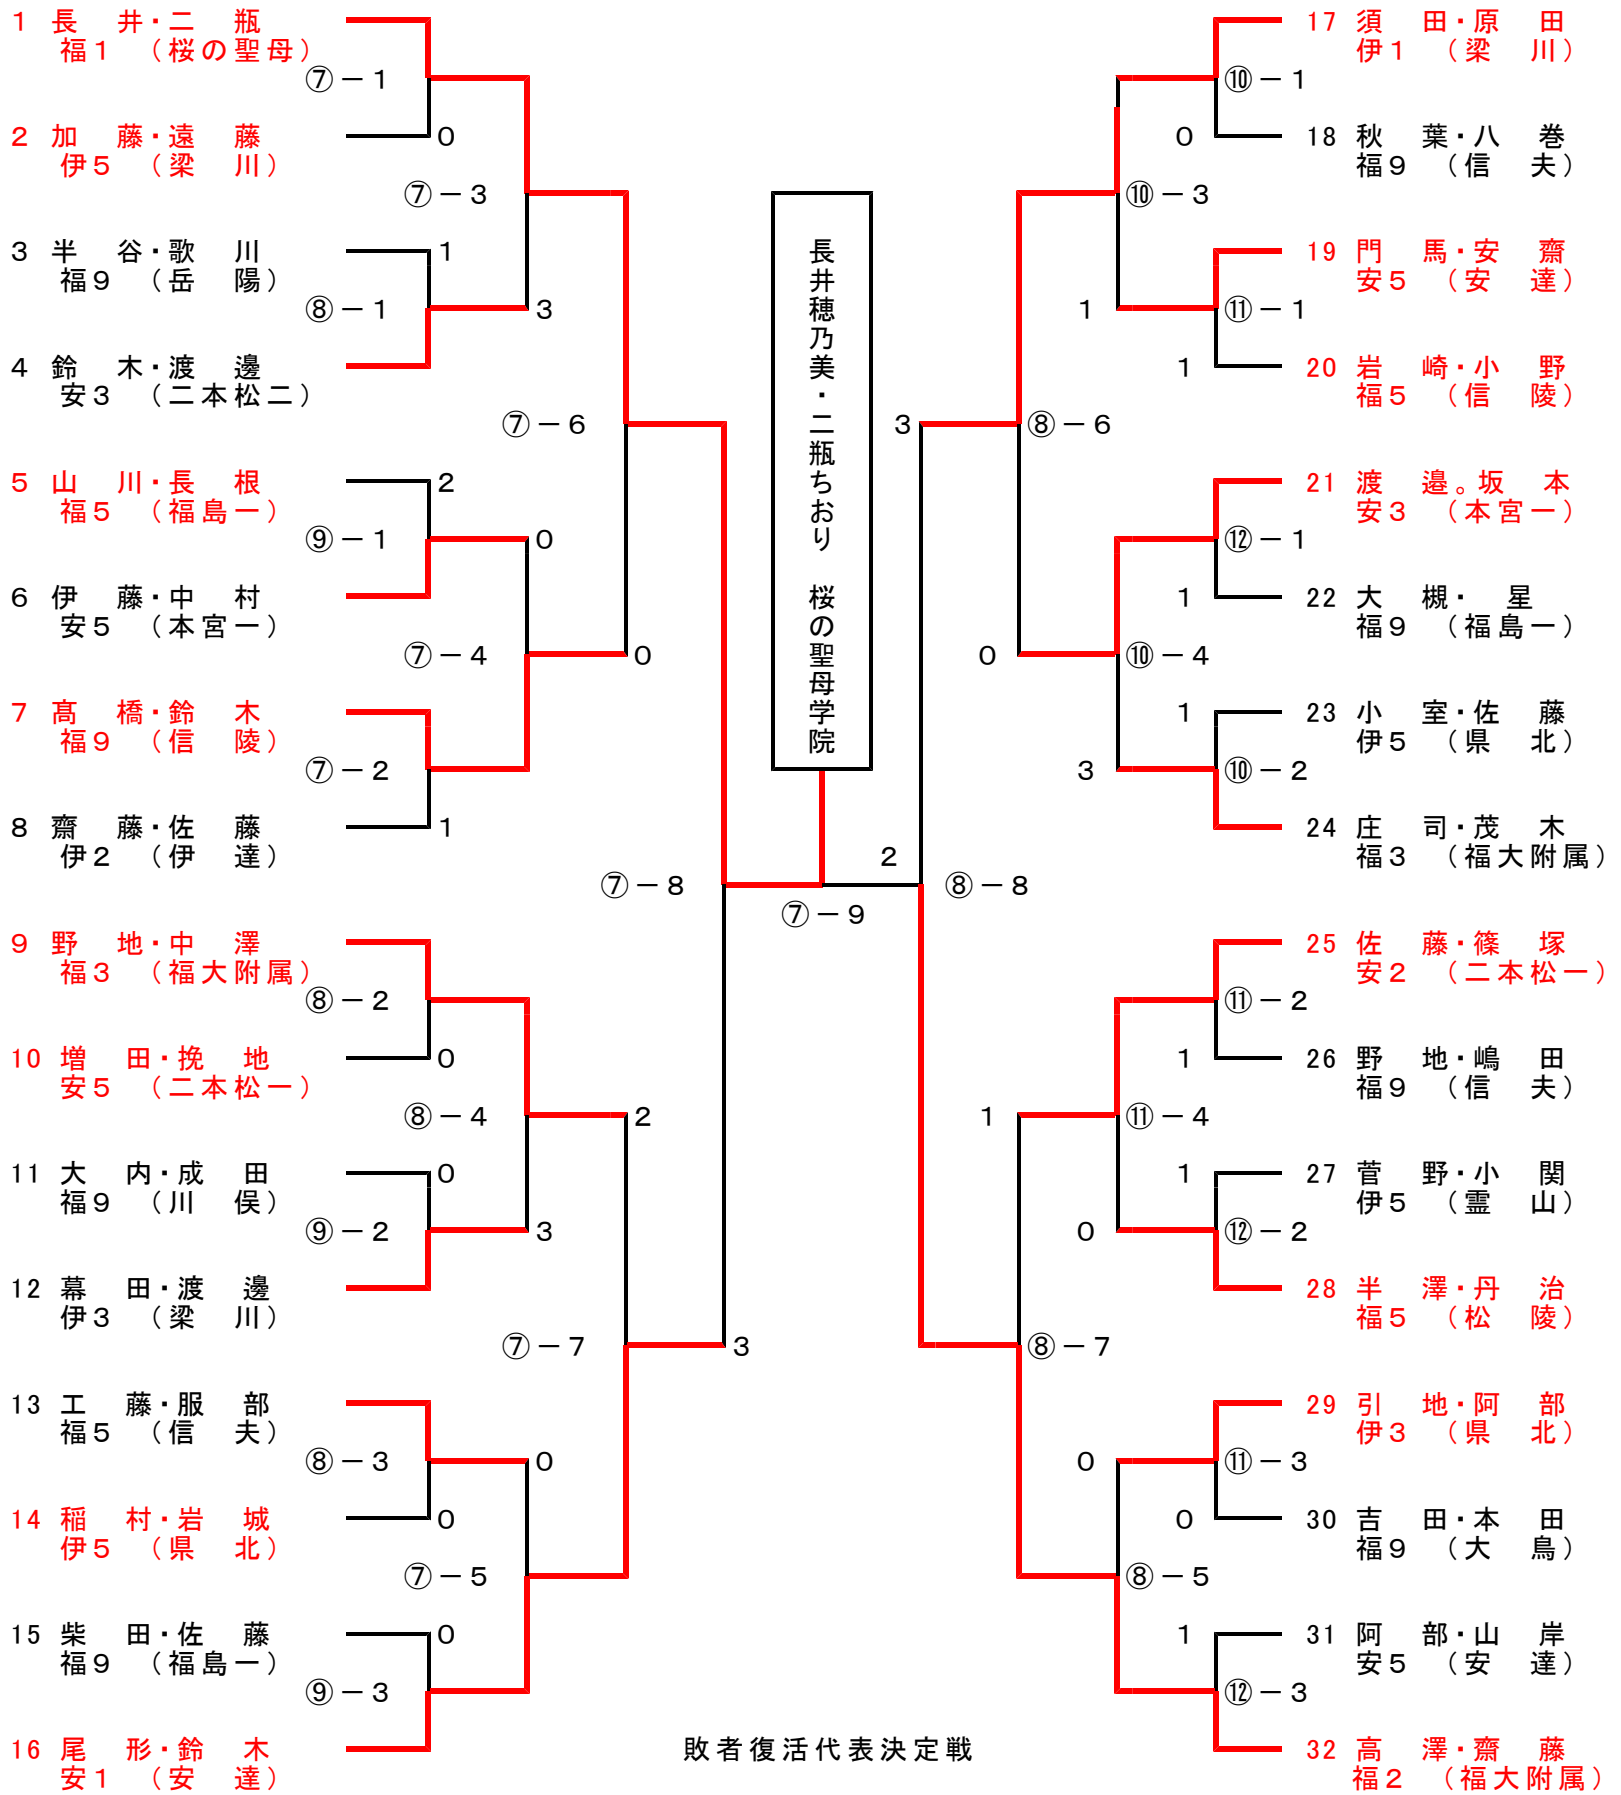 1 長 井・二 瓶
福1 (桜の聖母)
⑦－1
2 加 藤・遠 藤
伊5 (梁 川)
0
⑦－3
3 半 谷・歌 川
福9 (岳 陽)
1
⑧－1
3
4 鈴 木・渡 邊
安3 (二本松二)
⑦－6
5 山 川・長 根
福5 (福島一)
2
⑨－1
0
6 伊 藤・中 村
安5 (本宮一)
⑦－4
0
7 髙 橋・鈴 木
福9 (信 陵)
⑦－2
8 齋 藤・佐 藤
伊2 (伊 達)
1
⑦－8
9 野 地・中 澤
福3 (福大附属)
⑧－2
10 増 田・挽 地
安5 (二本松一)
0
⑧－4
2
11 大 内・成 田
福9 (川 俣)
0
⑨－2
3
12 幕 田・渡 邊
伊3 (梁 川)
⑦－7
3
13 工 藤・服 部
福5 (信 夫)
⑧－3
0
14 稲 村・岩 城
伊5 (県 北)
0
⑦－5
15 柴 田・佐 藤
福9 (福島一)
0
⑨－3
16 尾 形・鈴 木
安1 (安 達)
長井穂乃美・二瓶ちおり 桜の聖母学院
2
⑦－9
敗者復活代表決定戦
17 須 田・原 田
伊1 (梁 川)
⑩－1
0
18 秋 葉・八 巻
福9 (信 夫)
⑩－3
19 門 馬・安 齋
安5 (安 達)
1
⑪－1
1
20 岩 崎・小 野
福5 (信 陵)
3
⑧－6
21 渡 邉。坂 本
安3 (本宮一)
⑫－1
1
22 大 槻・ 星
福9 (福島一)
0
⑩－4
1
23 小 室・佐 藤
伊5 (県 北)
3
⑩－2
24 庄 司・茂 木
福3 (福大附属)
⑧－8
25 佐 藤・篠 塚
安2 (二本松一)
⑪－2
1
26 野 地・嶋 田
福9 (信 夫)
1
⑪－4
1
27 菅 野・小 関
伊5 (霊 山)
0
⑫－2
28 半 澤・丹 治
福5 (松 陵)
⑧－7
29 引 地・阿 部
伊3 (県 北)
0
⑪－3
0
30 吉 田・本 田
福9 (大 鳥)
⑧－5
1
31 阿 部・山 岸
安5 (安 達)
⑫－3
32 高 澤・齋 藤
福2 (福大附属)